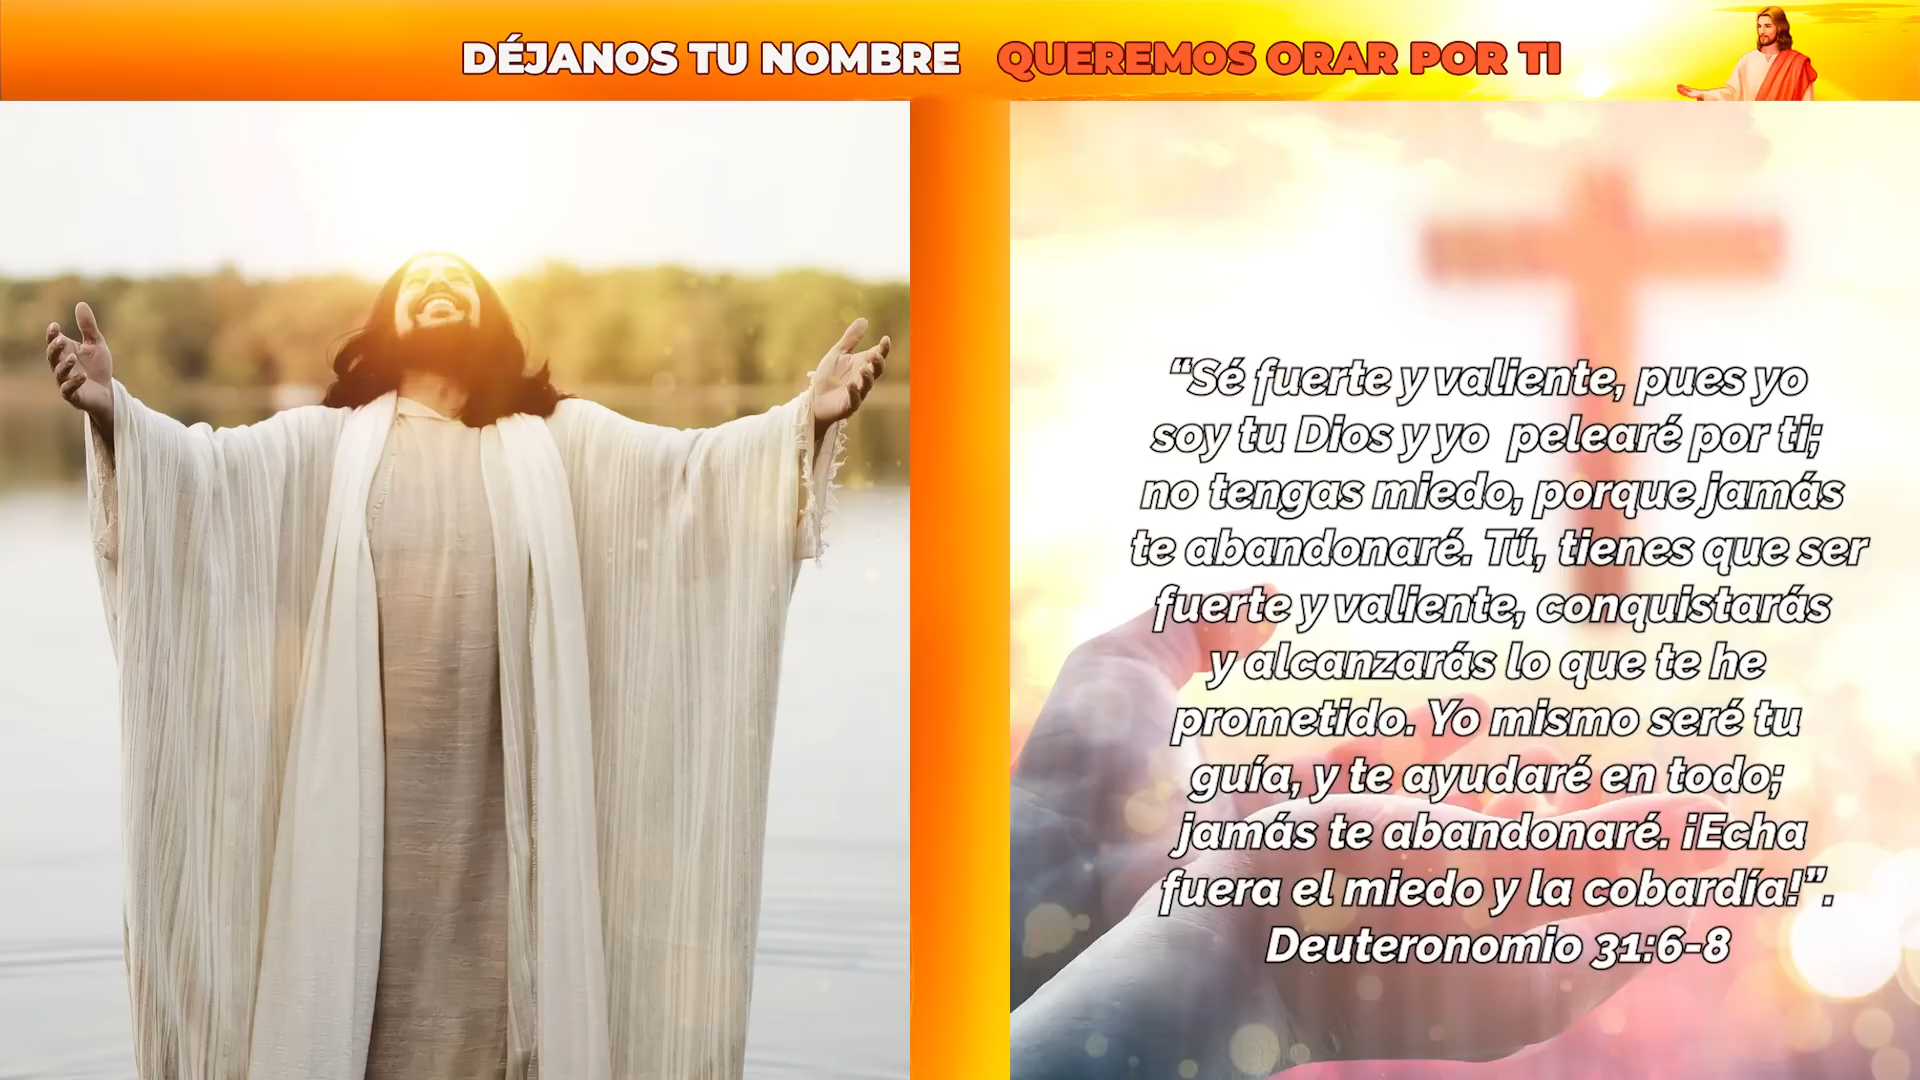 DÉJANOS TU NOMBRE QUEREMOS ORAR POR TI
“Sé fuerte y valiente, pues yo
soy tu Dios y yo pelearé por ti;
no tengas miedo, porque jamás
te abandonaré. Tú, tienes que ser
fuerte y valiente, conquistarás
y alcanzarás lo que te he
prometido. Yo mismo seré tu
guía, y te ayudaré en todo;
jamás te abandonaré. ¡Echa
fuera el miedo y la cobardía!”.
Deuteronomio 31:6-8